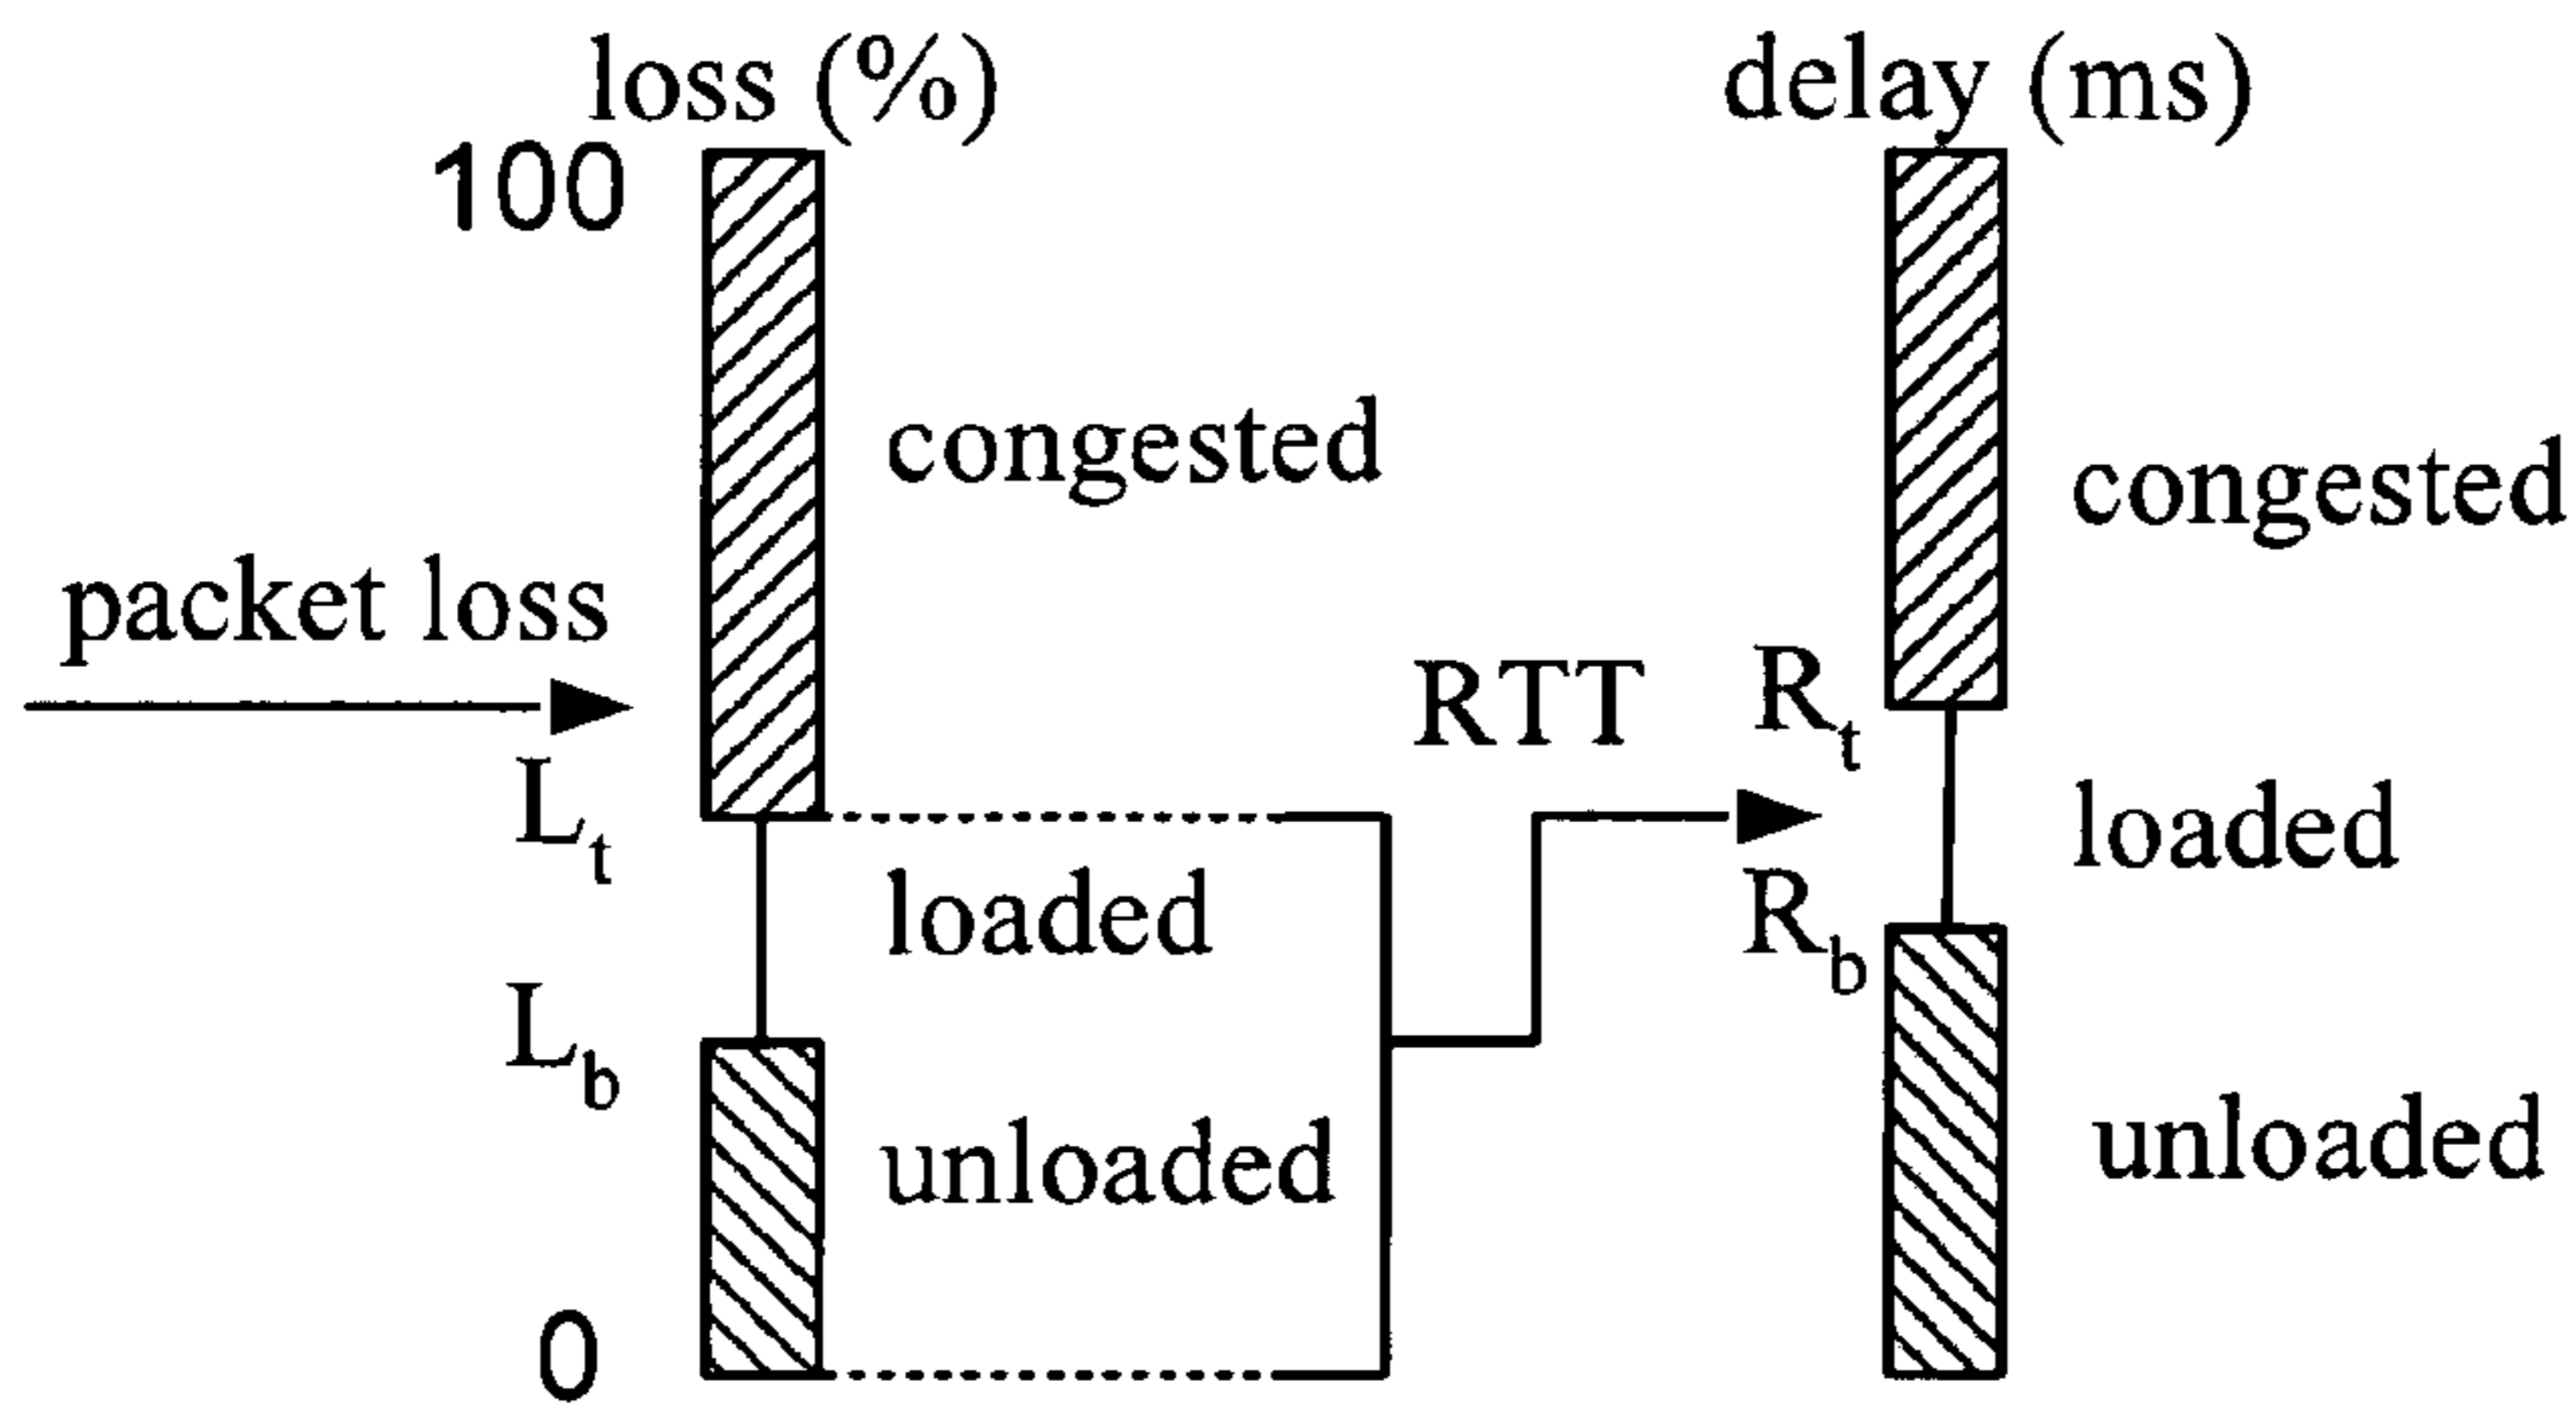 loss (%)
delay (ms)
100
congested
congested
packet loss
RTT
R_t
L_t
loaded
loaded
R_b
L_b
unloaded
unloaded
0